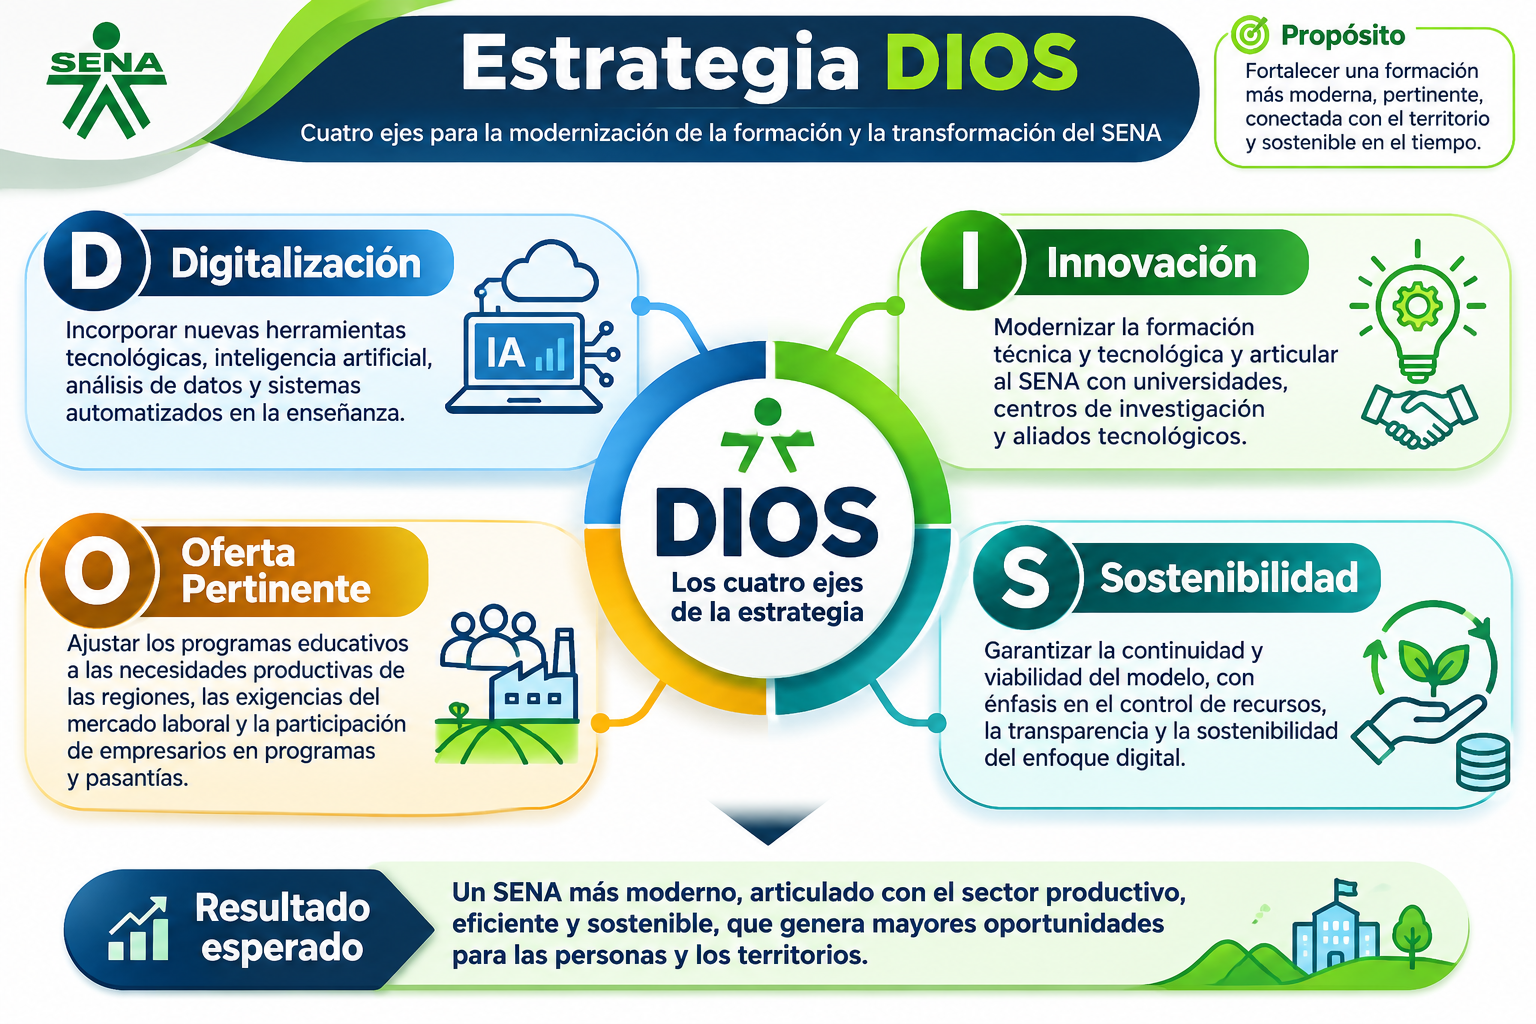 SENA
Estrategia DIOS
Cuatro ejes para la modernización de la formación y la transformación del SENA
Propósito
Fortalecer una formación
más moderna, pertinente,
conectada con el territorio
y sostenible en el tiempo.
D
Digitalización
Incorporar nuevas herramientas
tecnológicas, inteligencia artificial,
análisis de datos y sistemas
automatizados en la enseñanza.
IA
I
Innovación
Modernizar la formación
técnica y tecnológica y articular
al SENA con universidades,
centros de investigación
y aliados tecnológicos.
DIOS
Los cuatro ejes
de la estrategia
O
Oferta
Pertinente
Ajustar los programas educativos
a las necesidades productivas de
las regiones, las exigencias del
mercado laboral y la participación
de empresarios en programas
y pasantías.
S
Sostenibilidad
Garantizar la continuidad y
viabilidad del modelo, con
énfasis en el control de recursos,
la transparencia y la sostenibilidad
del enfoque digital.
Resultado
esperado
Un SENA más moderno, articulado con el sector productivo,
eficiente y sostenible, que genera mayores oportunidades
para las personas y los territorios.